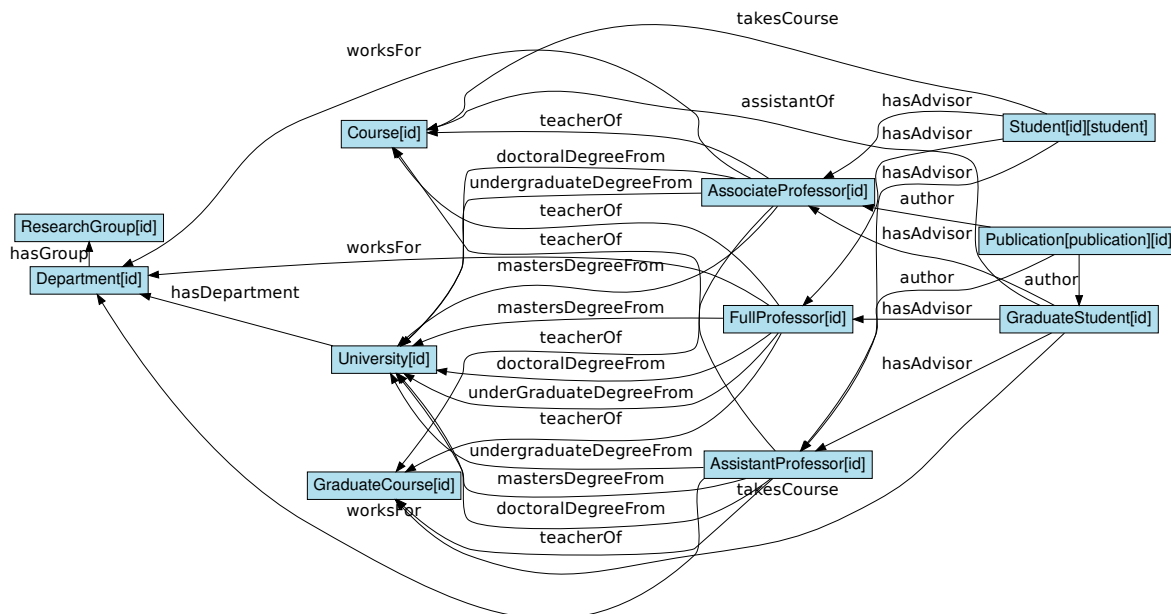 takesCourse
worksFor
assistantOf
hasAdvisor
Course[id]
teacherOf
Student[id][student]
hasAdvisor
doctoralDegreeFrom
hasAdvisor
undergraduateDegreeFrom
AssociateProfessor[id]
author
teacherOf
ResearchGroup[id]
hasGroup
worksFor
teacherOf
hasAdvisor
Publication[publication][id]
mastersDegreeFrom
Department[id]
author
author
hasDepartment
mastersDegreeFrom
FullProfessor[id]
hasAdvisor
GraduateStudent[id]
teacherOf
University[id]
doctoralDegreeFrom
hasAdvisor
underGraduateDegreeFrom
teacherOf
undergraduateDegreeFrom
AssistantProfessor[id]
GraduateCourse[id]
mastersDegreeFrom
takesCourse
worksFor
doctoralDegreeFrom
teacherOf